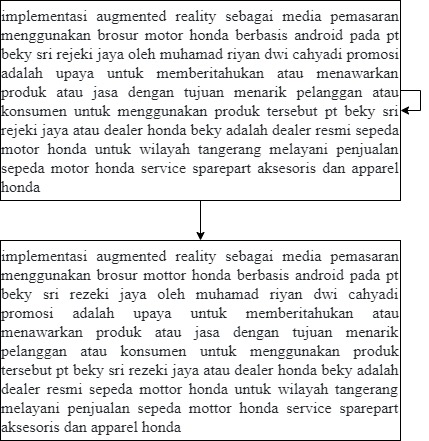 implementasi augmented reality sebagai media pemasaran
menggunakan brosur motor honda berbasis android pada pt
beky sri rejeki jaya oleh muhamad riyan dwi cahyadi promosi
adalah upaya untuk memberitahukan atau menawarkan
produk atau jasa dengan tujuan menarik pelanggan atau
konsumen untuk menggunakan produk tersebut pt beky sri
rejeki jaya atau dealer honda beky adalah dealer resmi sepeda
motor honda untuk wilayah tangerang melayani penjualan
sepeda motor honda service sparepart aksesoris dan apparel
honda
implementasi augmented reality sebagai media pemasaran
menggunakan brosur mottor honda berbasis android pada pt
beky sri rezeki jaya oleh muhamad riyan dwi cahyadi
promosi adalah upaya untuk memberitahukan atau
menawarkan produk atau jasa dengan tujuan menarik
pelanggan atau konsumen untuk menggunakan produk
tersebut pt beky sri rezeki jaya atau dealer honda beky adalah
dealer resmi sepeda mottor honda untuk wilayah tangerang
melayani penjualan sepeda mottor honda service sparepart
aksesoris dan apparel honda